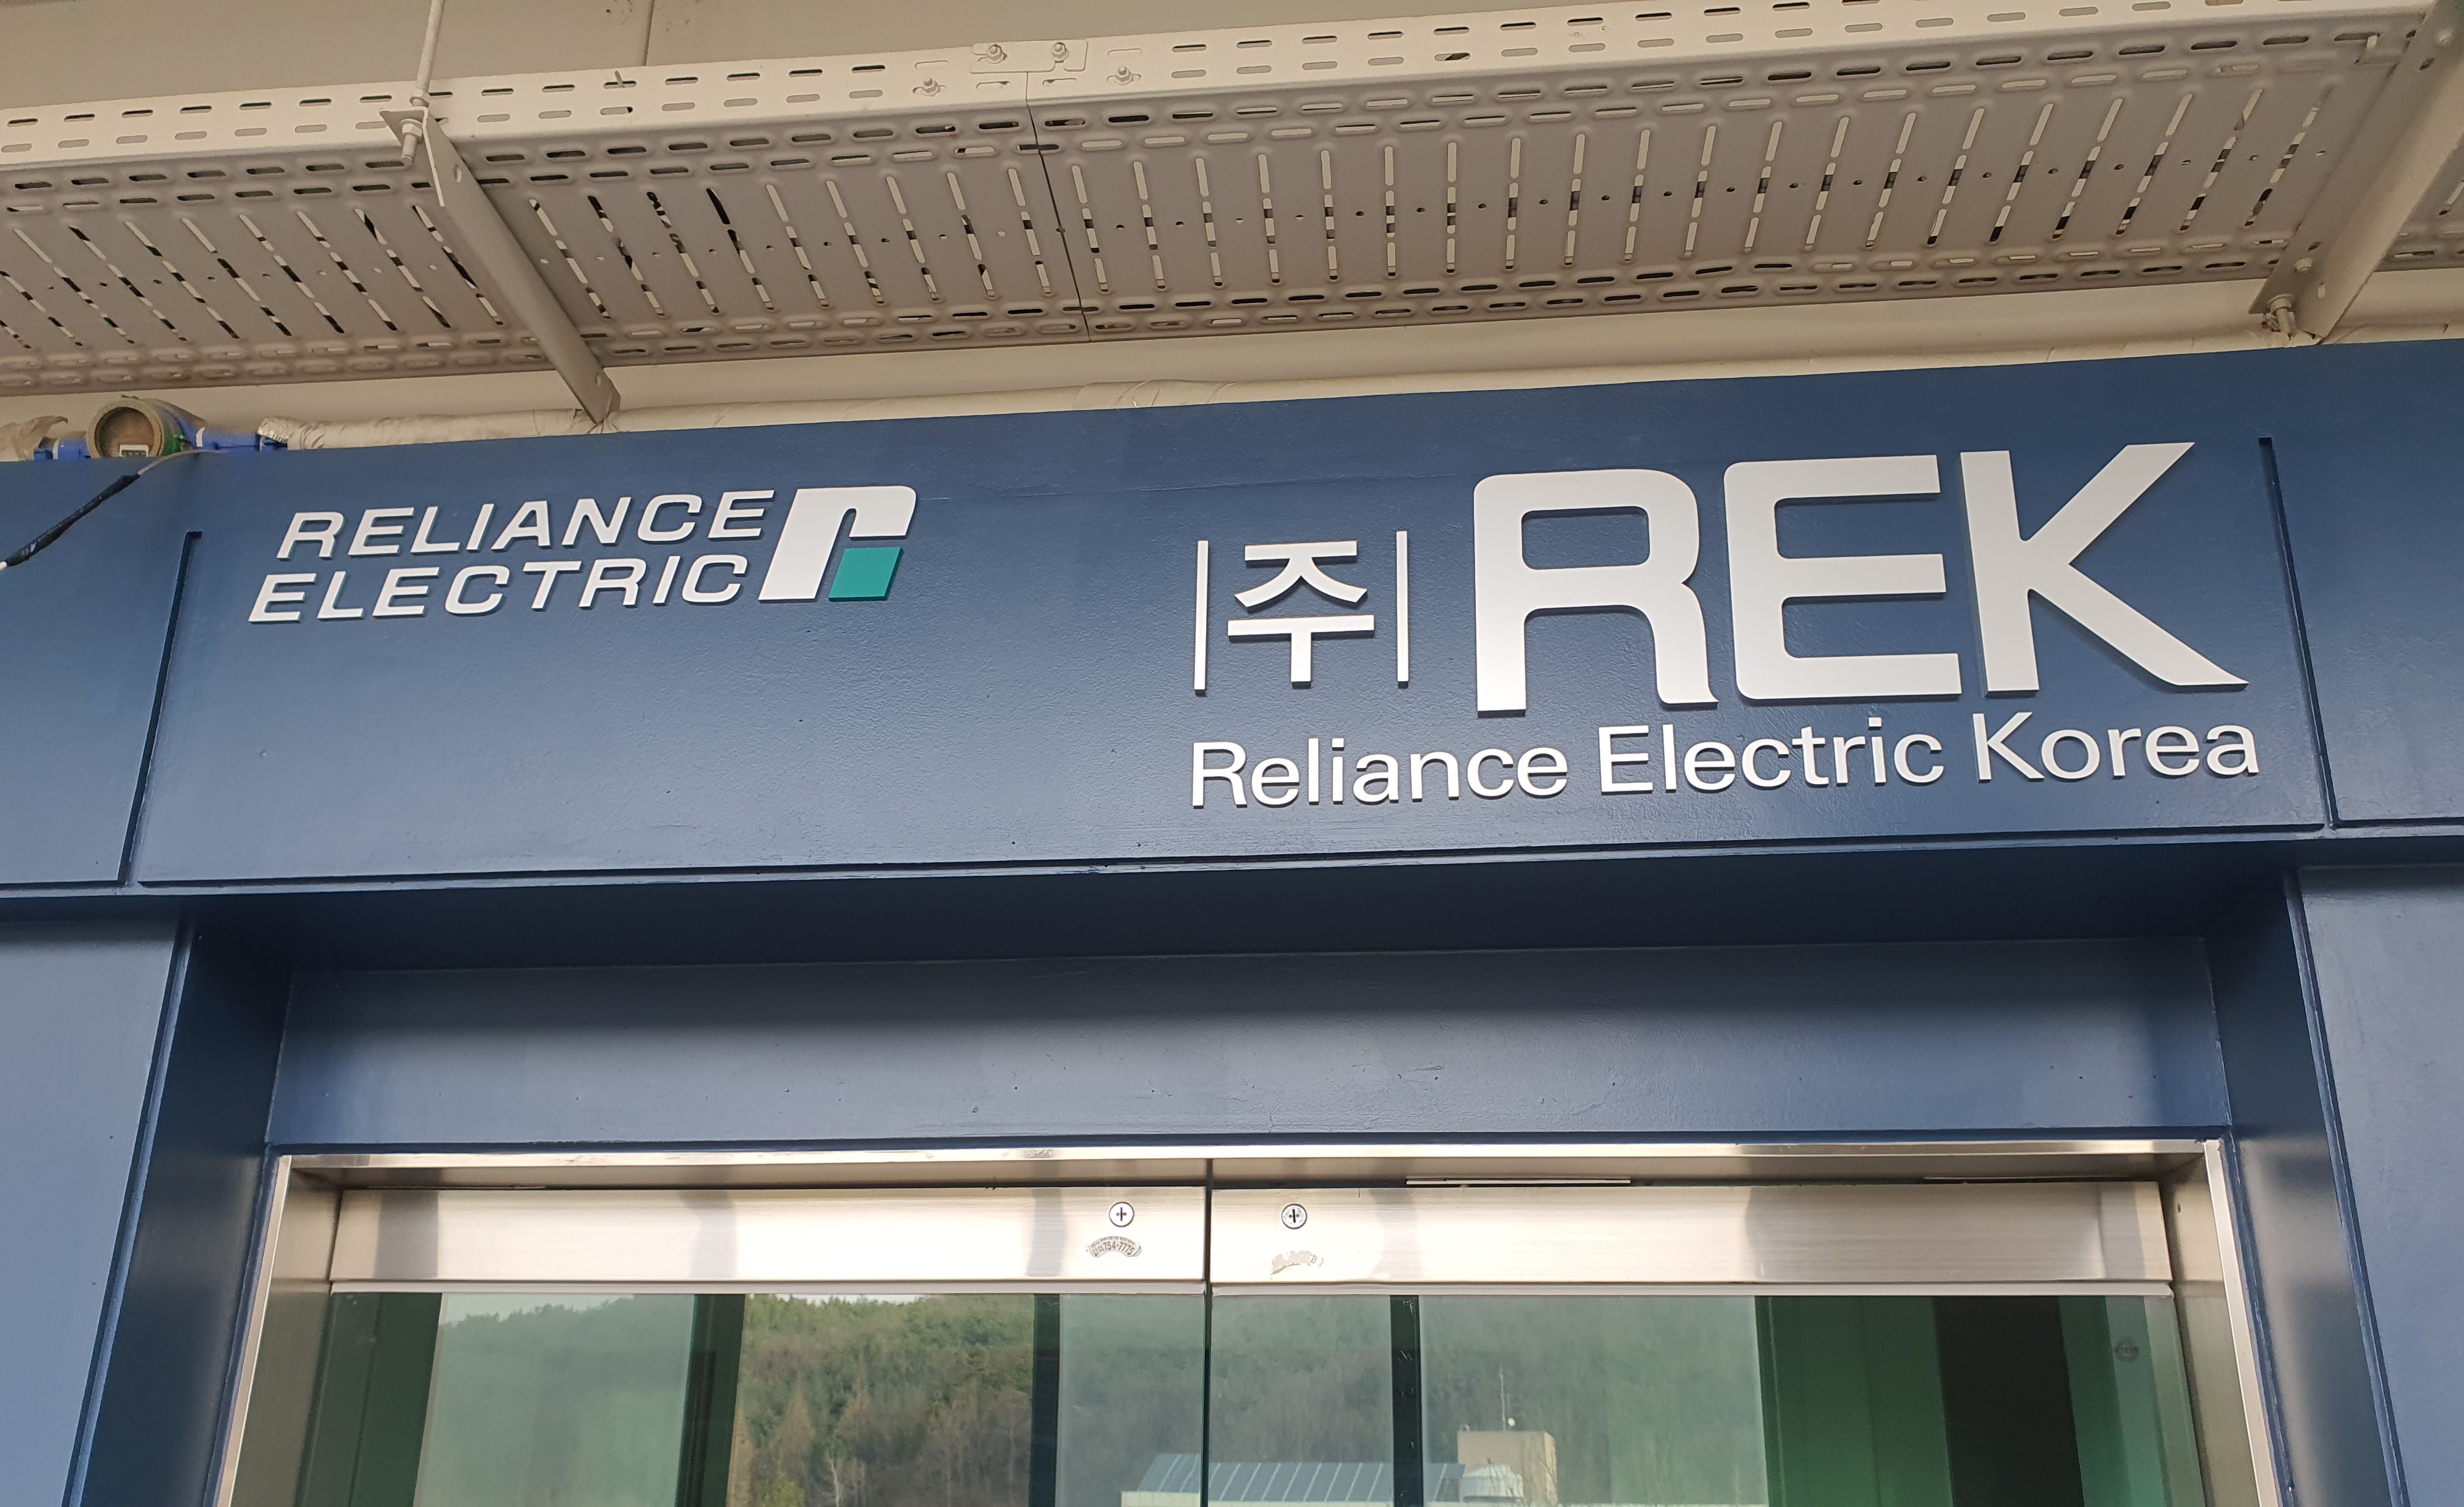 RELIANCE
ELECTRIC
|주| REK
Reliance Electric Korea